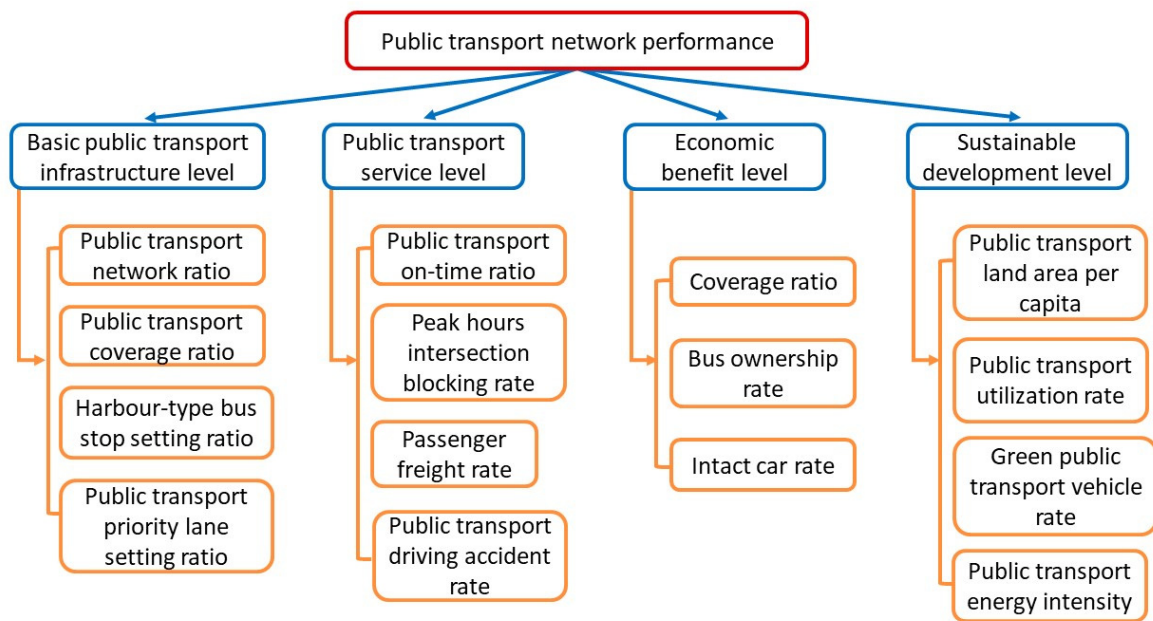 Public transport network performance
Basic public transport
infrastructure level
Public transport
service level
Economic
benefit level
Sustainable
development level
Public transport
network ratio
Public transport
coverage ratio
Harbour-type bus
stop setting ratio
Public transport
priority lane
setting ratio
Public transport
on-time ratio
Peak hours
intersection
blocking rate
Passenger
freight rate
Public transport
driving accident
rate
Coverage ratio
Bus ownership
rate
Intact car rate
Public transport
land area per
capita
Public transport
utilization rate
Green public
transport vehicle
rate
Public transport
energy intensity